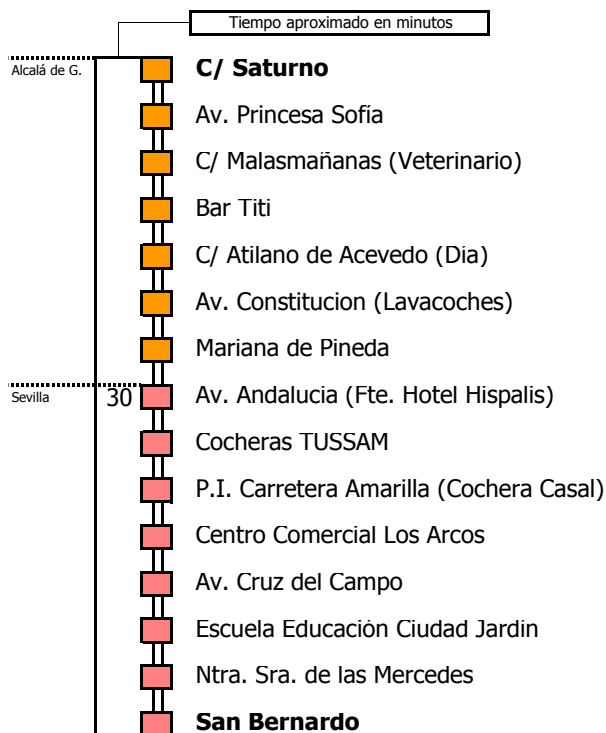 Tiempo aproximado en minutos
Alcalá de G.
C/ Saturno
Av. Princesa Sofía
C/ Malasmañanas (Veterinario)
Bar Titi
C/ Atilano de Acevedo (Dia)
Av. Constitucion (Lavacoches)
Mariana de Pineda
Sevilla
30
Av. Andalucia (Fte. Hotel Hispalis)
Cocheras TUSSAM
P.I. Carretera Amarilla (Cochera Casal)
Centro Comercial Los Arcos
Av. Cruz del Campo
Escuela Educación Ciudad Jardin
Ntra. Sra. de las Mercedes
San Bernardo